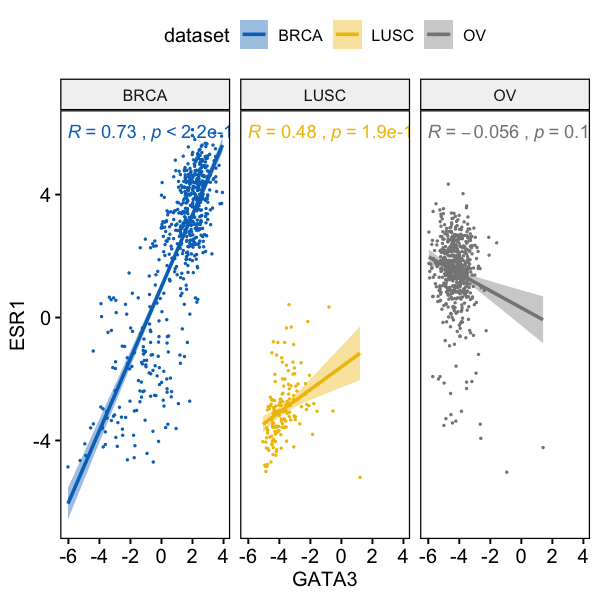 dataset BRCA LUSC OV
BRCA LUSC OV
R = 0.73 , p < 2.2e-1 R = 0.48 , p = 1.9e-1 R = −0.056 , p = 0.1
4
0
-4
ESR1
-6 -4 -2 0 2 4 -6 -4 -2 0 2 4 -6 -4 -2 0 2 4
GATA3